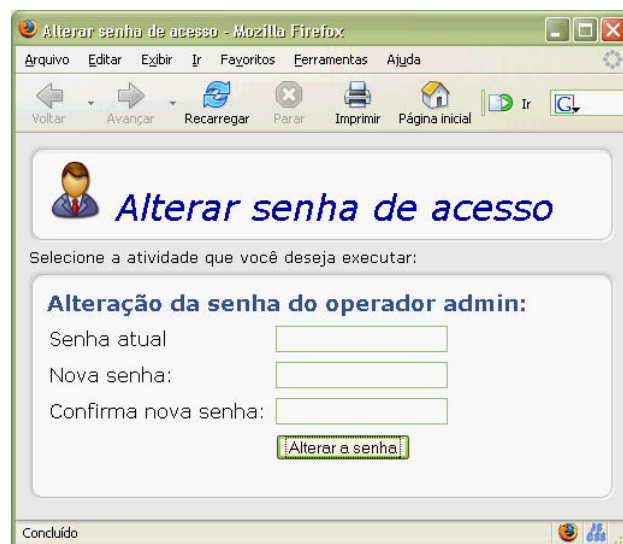 Alterar senha de acesso - Mozilla Firefox
Arquivo Editar Exibir Ir Favoritos Ferramentas Ajuda
Voltar Avançar Recarregar Parar Imprimir Página inicial Ir G
Alterar senha de acesso
Selecione a atividade que você deseja executar:
Alteração da senha do operador admin:
Senha atual
Nova senha:
Confirma nova senha:
Alterar a senha
Concluído JS CSS